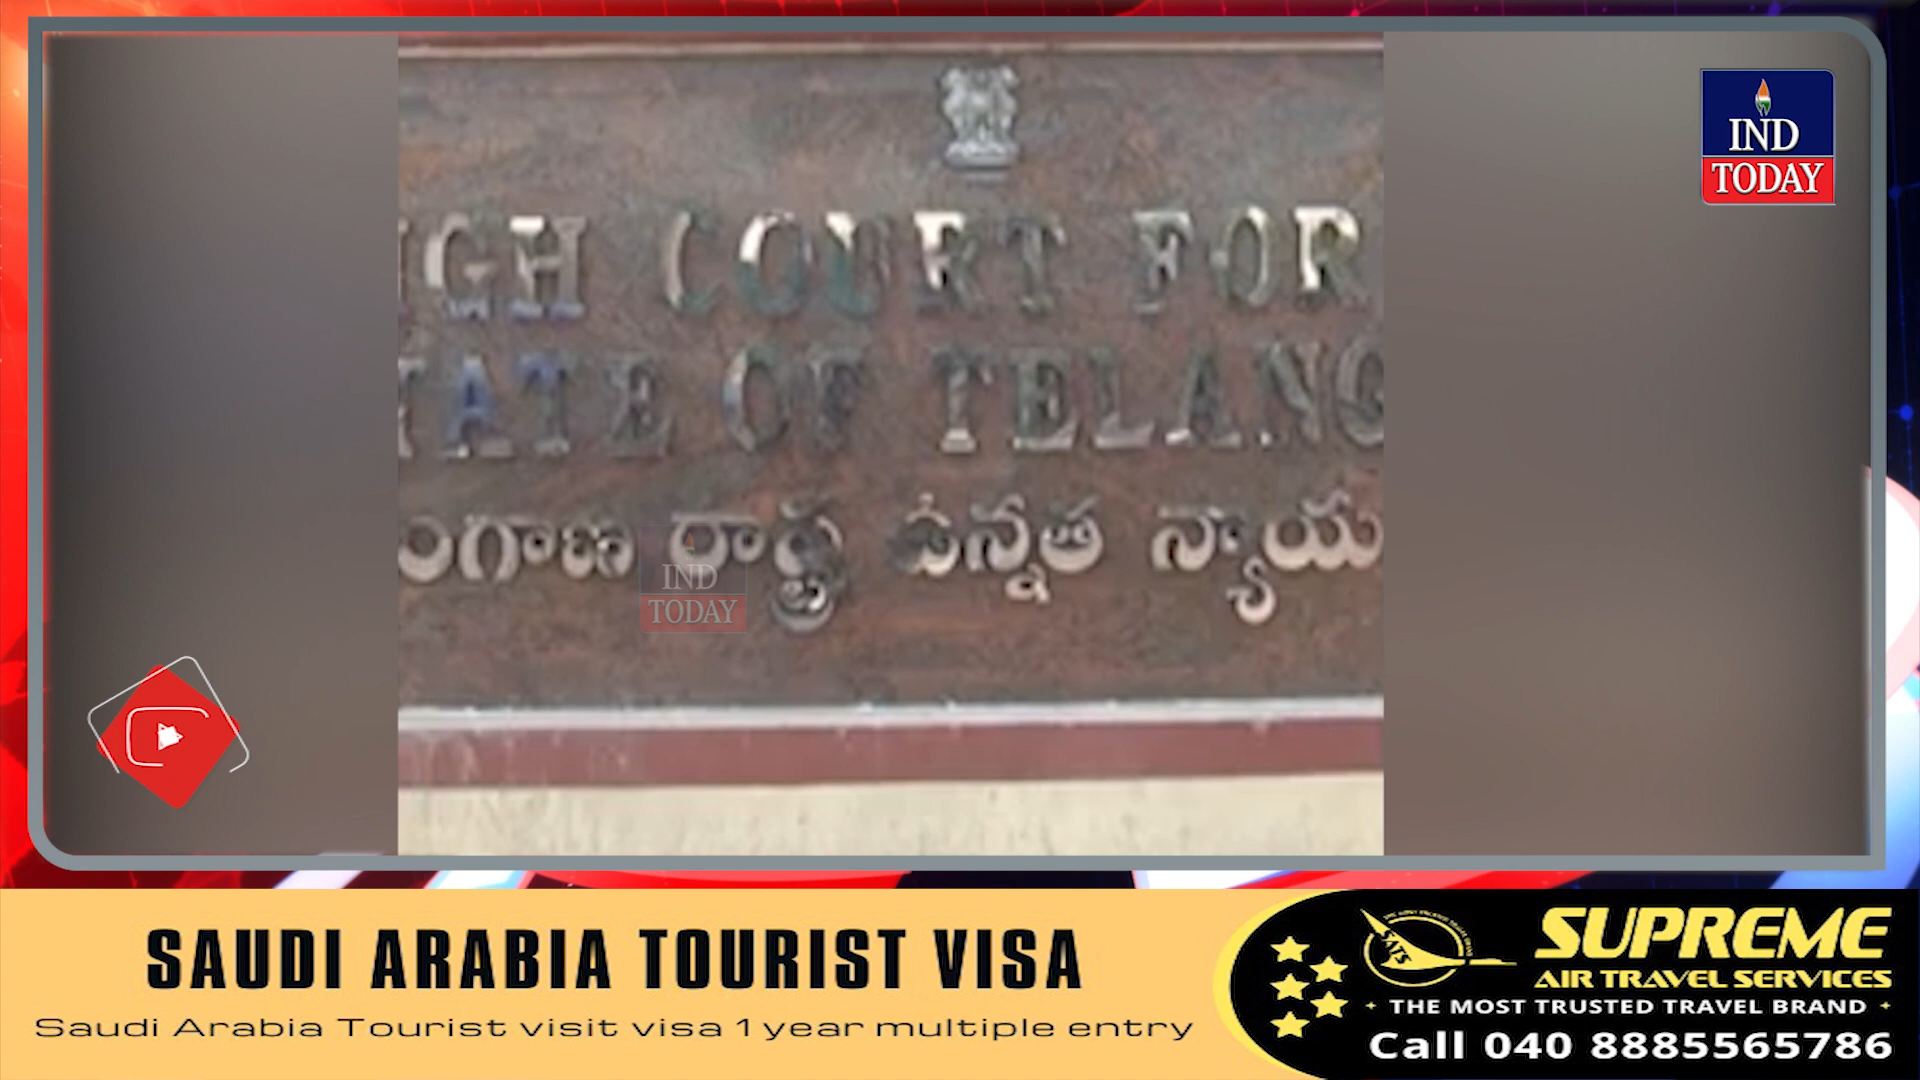 IND
TODAY
IGH COURT FOR
TATE OF TELANG
ంగాణ రాష్ట్ర ఉన్నత న్యాయ
IND
TODAY
SAUDI ARABIA TOURIST VISA
Saudi Arabia Tourist visit visa 1 year multiple entry
SATS
SUPREME
AIR TRAVEL SERVICES
THE MOST TRUSTED TRAVEL BRAND
Call 040 8885565786